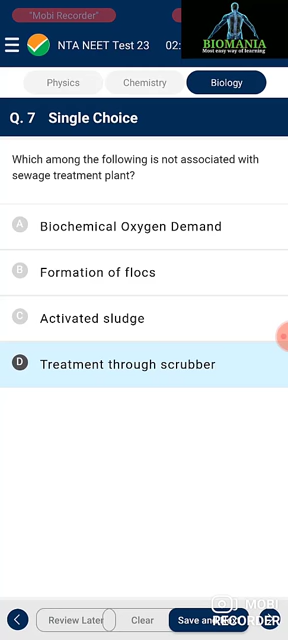 "Mobi Recorder"
NTA NEET Test 23
02:
BIOMANIA
Most easy way of learning
Physics
Chemistry
Biology
Q. 7 Single Choice
Which among the following is not associated with
sewage treatment plant?
A Biochemical Oxygen Demand
B Formation of flocs
C Activated sludge
D Treatment through scrubber
Review Later
Clear
Save and
MOBI
RECORDER